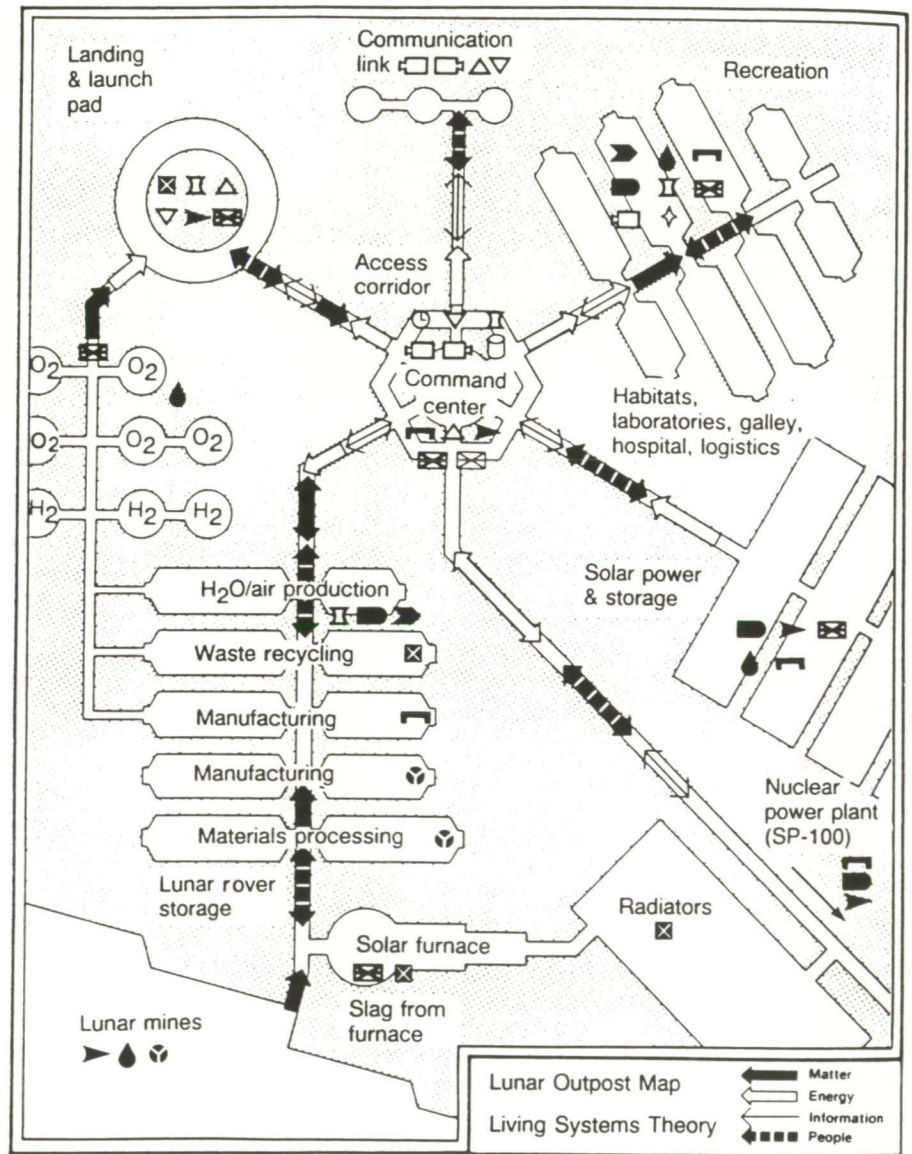 Landing
& launch
pad
Communication
link
Recreation
Access
corridor
Command
center
Habitats,
laboratories, galley,
hospital, logistics
O2
O2
O2
O2
O2
H2
H2
H2
H2O/air production
Waste recycling
Manufacturing
Manufacturing
Materials processing
Lunar rover
storage
Solar power
& storage
Nuclear
power plant
(SP-100)
Radiators
Solar furnace
Slag from
furnace
Lunar mines
Lunar Outpost Map
Living Systems Theory
Matter
Energy
Information
People